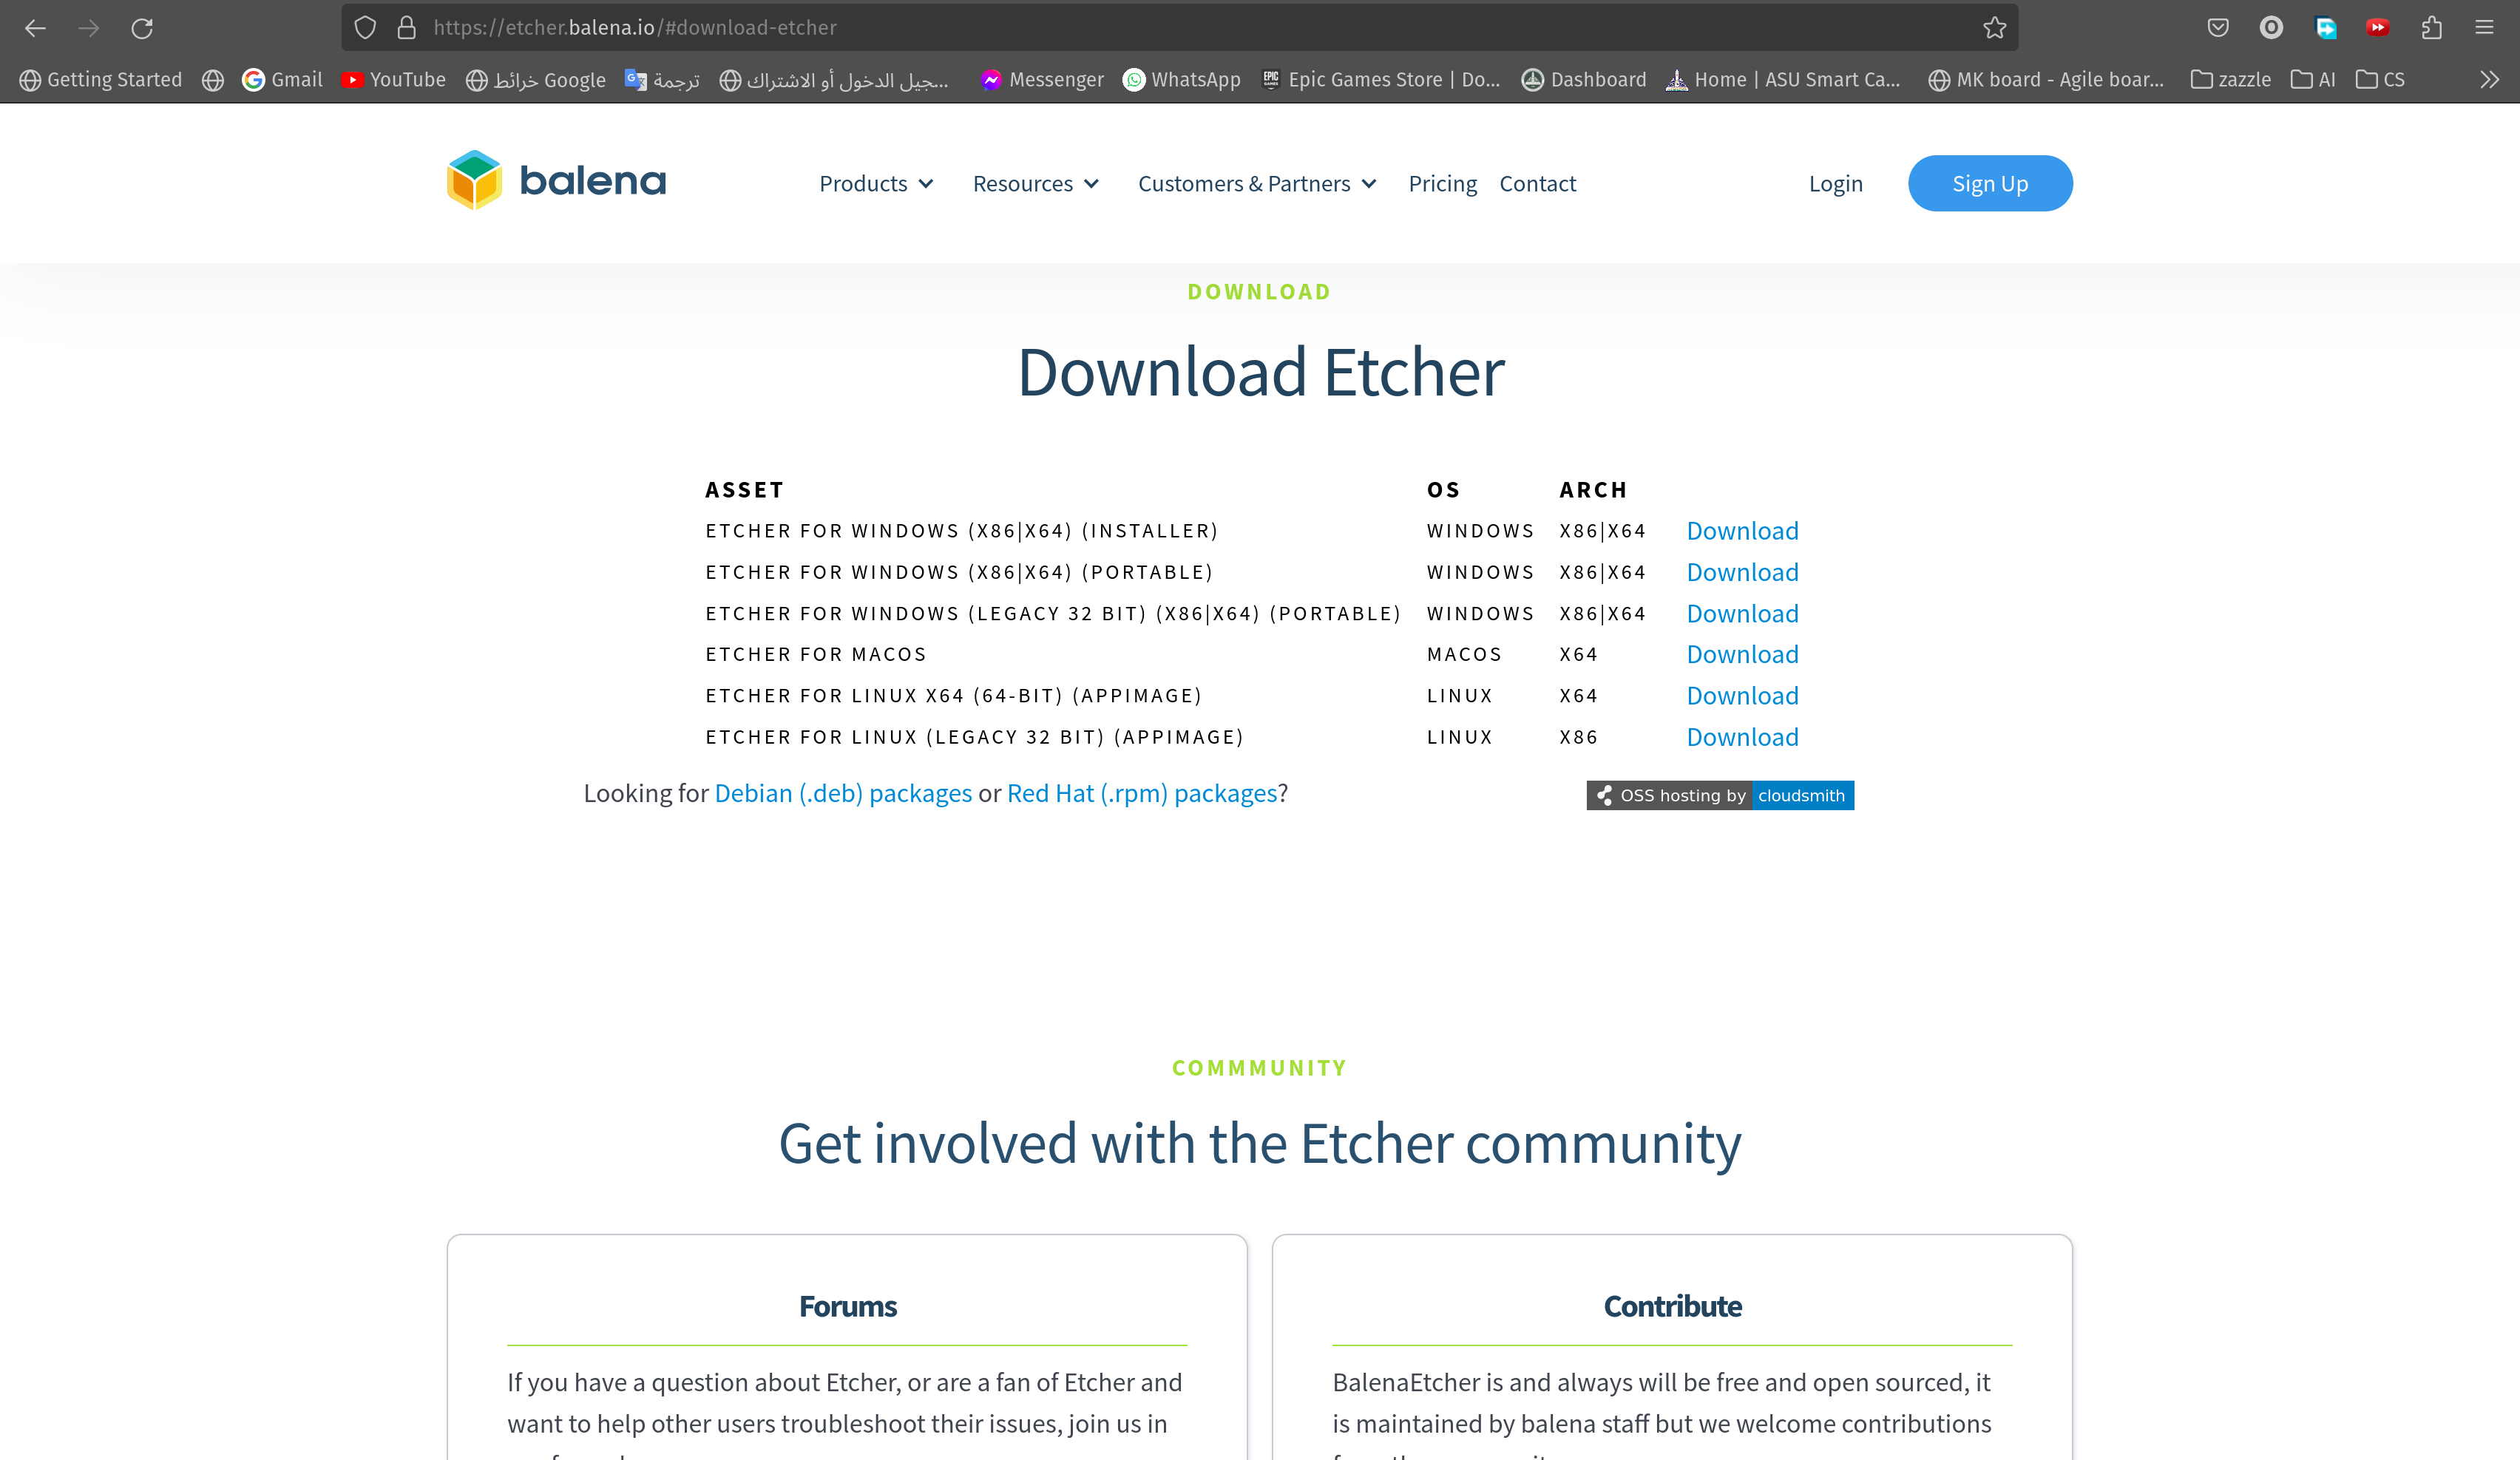 https://etcher.balena.io/#download-etcher
Getting Started Gmail YouTube خرائط Google ترجمة جيل الدخول أو الاشتراك... Messenger WhatsApp Epic Games Store | Do... Dashboard Home | ASU Smart Ca... MK board - Agile boar... zazzle AI CS
balena Products Resources Customers & Partners Pricing Contact Login Sign Up
DOWNLOAD
Download Etcher
ASSET OS ARCH
ETCHER FOR WINDOWS (X86|X64) (INSTALLER) WINDOWS X86|X64 Download
ETCHER FOR WINDOWS (X86|X64) (PORTABLE) WINDOWS X86|X64 Download
ETCHER FOR WINDOWS (LEGACY 32 BIT) (X86|X64) (PORTABLE) WINDOWS X86|X64 Download
ETCHER FOR MACOS MACOS X64 Download
ETCHER FOR LINUX X64 (64-BIT) (APPIMAGE) LINUX X64 Download
ETCHER FOR LINUX (LEGACY 32 BIT) (APPIMAGE) LINUX X86 Download
Looking for Debian (.deb) packages or Red Hat (.rpm) packages? OSS hosting by cloudsmith
COMMMUNITY
Get involved with the Etcher community
Forums
If you have a question about Etcher, or are a fan of Etcher and
want to help other users troubleshoot their issues, join us in
Contribute
BalenaEtcher is and always will be free and open sourced, it
is maintained by balena staff but we welcome contributions